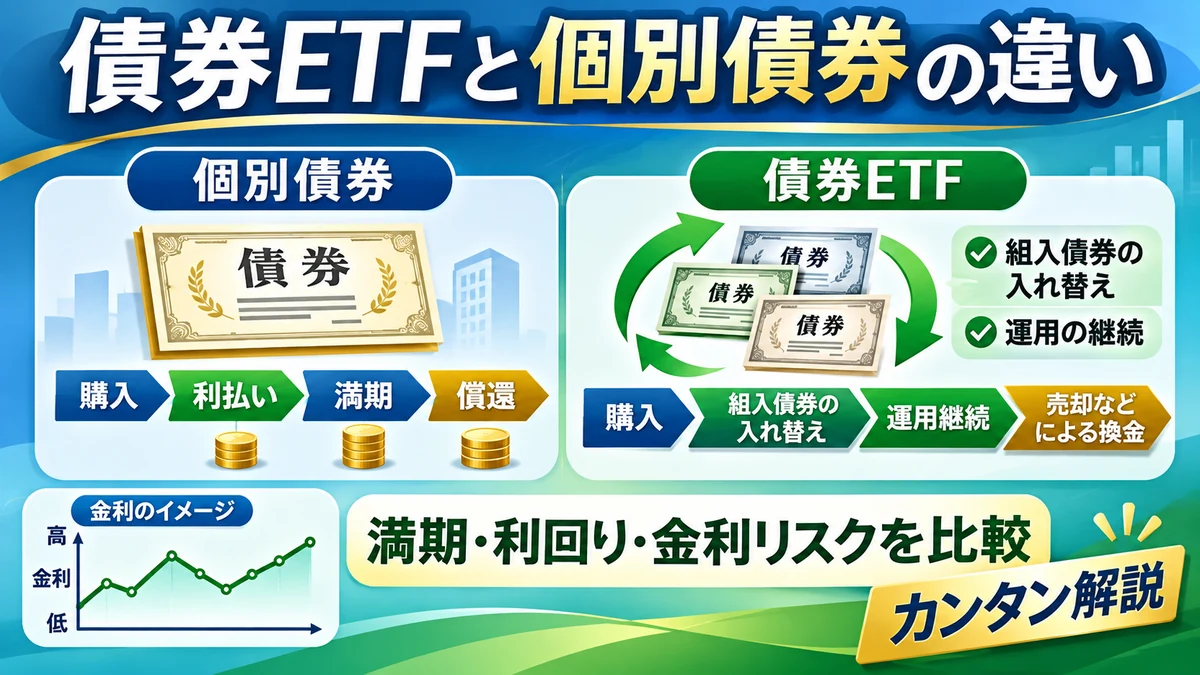 債券ETFと個別債券の違い
個別債券
債券
購入
利払い
満期
償還
債券ETF
債券
債券
債券
組入債券の
入れ替え
運用の継続
購入
組入債券の
入れ替え
運用継続
売却など
による換金
金利のイメージ
高
金利
低
満期・利回り・金利リスクを比較
カンタン解説